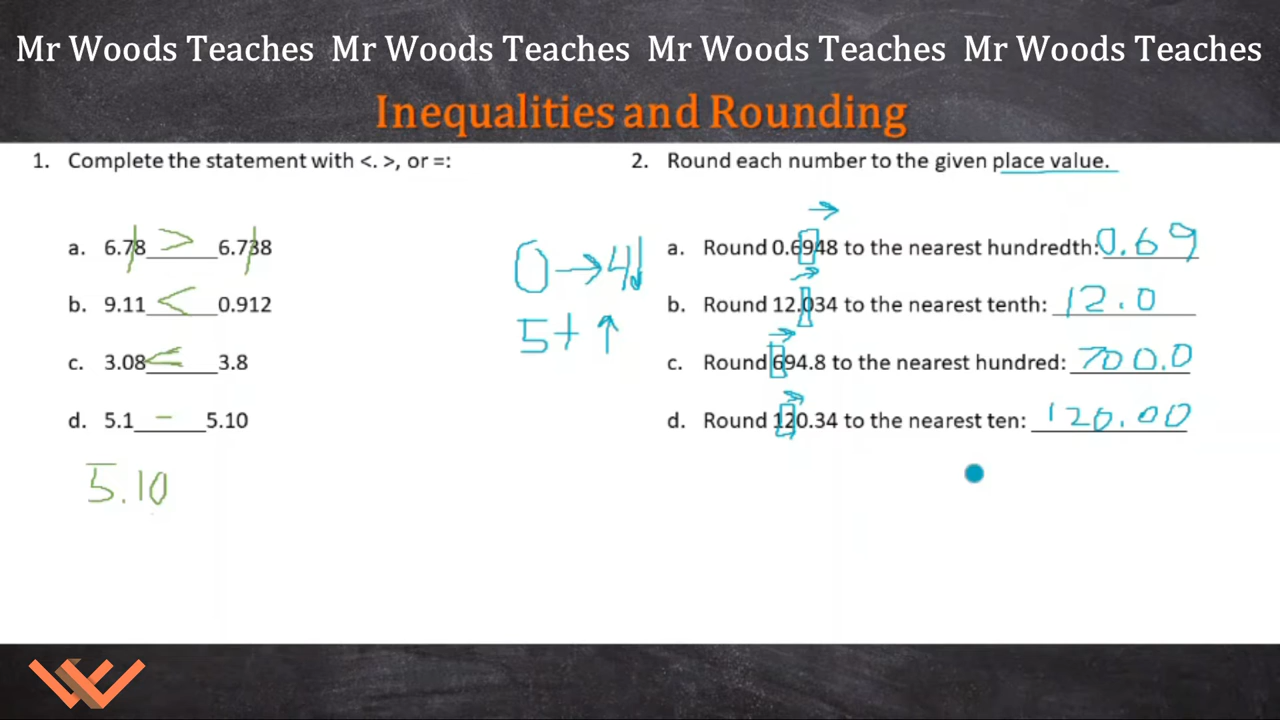 Mr Woods Teaches Mr Woods Teaches Mr Woods Teaches Mr Woods Teaches
Inequalities and Rounding
1. Complete the statement with <. >, or =:
a. 6.78 > 6.738
b. 9.11 < 0.912
c. 3.08 < 3.8
d. 5.1 = 5.10
5.10
0 → 4↓
5+ ↑
2. Round each number to the given place value.
a. Round 0.6948 to the nearest hundredth: 0.69
b. Round 12.034 to the nearest tenth: 12.0
c. Round 694.8 to the nearest hundred: 700.0
d. Round 120.34 to the nearest ten: 120.00